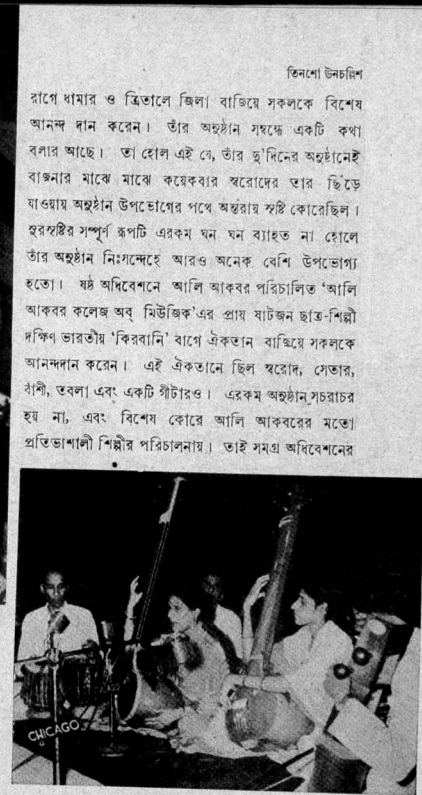 তিনশো ঊনচল্লিশ
রাগে ধামার ও ত্রিতালে জিলা বাজিয়ে সকলকে বিশেষ
আনন্দ দান করেন। তাঁর অনুষ্ঠান সম্বন্ধে একটি কথা
বলার আছে। তা হোল এই যে, তাঁর দু'দিনের অনুষ্ঠানেই
বাজনার মাঝে মাঝে কয়েকবার স্বরোদের তার ছিঁড়ে
যাওয়ায় অনুষ্ঠান উপভোগের পথে অন্তরায় সৃষ্টি কোরেছিল।
সুরসৃষ্টির সম্পূর্ণ রূপটি এরকম ঘন ঘন ব্যাহত না হোলে
তাঁর অনুষ্ঠান নিঃসন্দেহে আরও অনেক বেশি উপভোগ্য
হতো। ষষ্ঠ অধিবেশনে আলি আকবর পরিচালিত ‘আলি
আকবর কলেজ অব্ মিউজিক’এর প্রায় ষাটজন ছাত্র-শিল্পী
দক্ষিণ ভারতীয় ‘কিরবানি’ রাগে ঐকতান বাজিয়ে সকলকে
আনন্দদান করেন। এই ঐকতানে ছিল স্বরোদ, সেতার,
বাঁশী, তবলা এবং একটি গীটারও। এরকম অনুষ্ঠান সচরাচর
হয় না, এবং বিশেষ কোরে আলি আকবরের মতো
প্রতিভাশালী শিল্পীর পরিচালনায়। তাই সমগ্র অধিবেশনের
CHICAGO